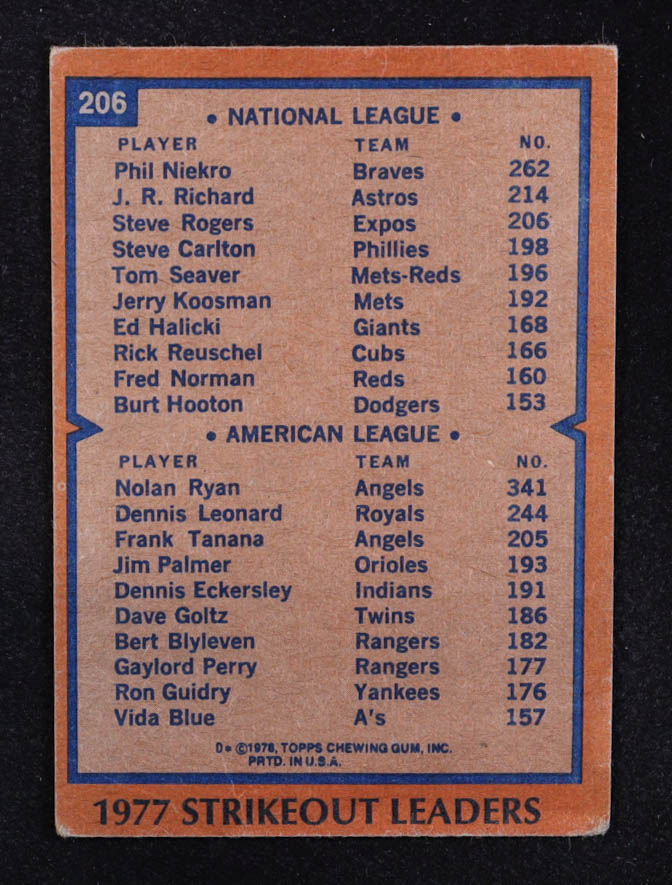 206
• NATIONAL LEAGUE •
PLAYER TEAM NO.
Phil Niekro Braves 262
J. R. Richard Astros 214
Steve Rogers Expos 206
Steve Carlton Phillies 198
Tom Seaver Mets-Reds 196
Jerry Koosman Mets 192
Ed Halicki Giants 168
Rick Reuschel Cubs 166
Fred Norman Reds 160
Burt Hooton Dodgers 153
• AMERICAN LEAGUE •
PLAYER TEAM NO.
Nolan Ryan Angels 341
Dennis Leonard Royals 244
Frank Tanana Angels 205
Jim Palmer Orioles 193
Dennis Eckersley Indians 191
Dave Goltz Twins 186
Bert Blyleven Rangers 182
Gaylord Perry Rangers 177
Ron Guidry Yankees 176
Vida Blue A's 157
D* ©1978, TOPPS CHEWING GUM, INC.
PRTD. IN U.S.A.
1977 STRIKEOUT LEADERS